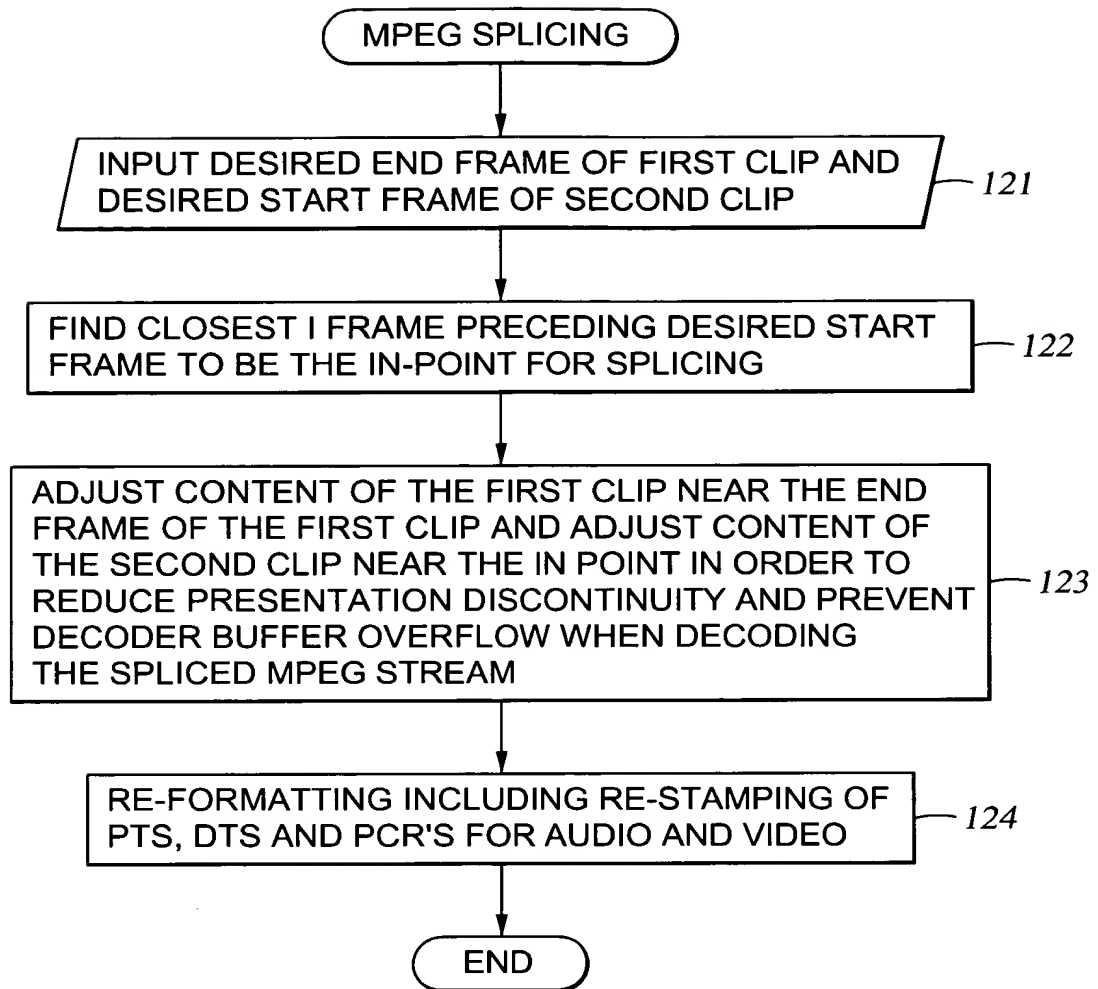 MPEG SPLICING
INPUT DESIRED END FRAME OF FIRST CLIP AND
DESIRED START FRAME OF SECOND CLIP
121
FIND CLOSEST I FRAME PRECEDING DESIRED START
FRAME TO BE THE IN-POINT FOR SPLICING
122
ADJUST CONTENT OF THE FIRST CLIP NEAR THE END
FRAME OF THE FIRST CLIP AND ADJUST CONTENT OF
THE SECOND CLIP NEAR THE IN POINT IN ORDER TO
REDUCE PRESENTATION DISCONTINUITY AND PREVENT
DECODER BUFFER OVERFLOW WHEN DECODING
THE SPLICED MPEG STREAM
123
RE-FORMATTING INCLUDING RE-STAMPING OF
PTS, DTS AND PCR'S FOR AUDIO AND VIDEO
124
END